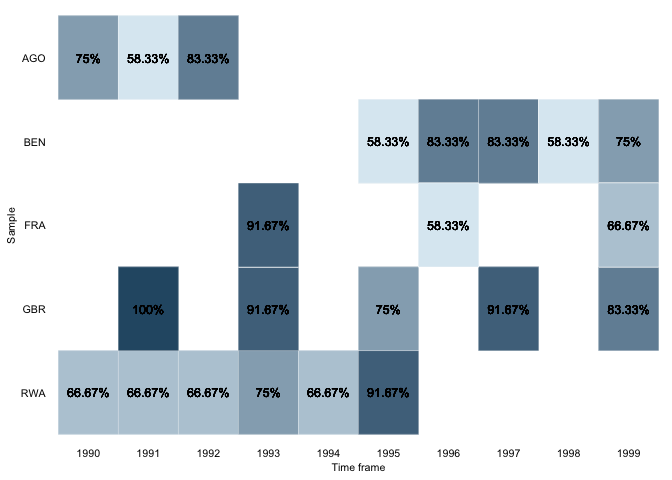 AGO 75% 58.33% 83.33%
BEN 58.33% 83.33% 83.33% 58.33% 75%
Sample
FRA 91.67% 58.33% 66.67%
GBR 100% 91.67% 75% 91.67% 83.33%
RWA 66.67% 66.67% 66.67% 75% 66.67% 91.67%
1990 1991 1992 1993 1994 1995 1996 1997 1998 1999
Time frame